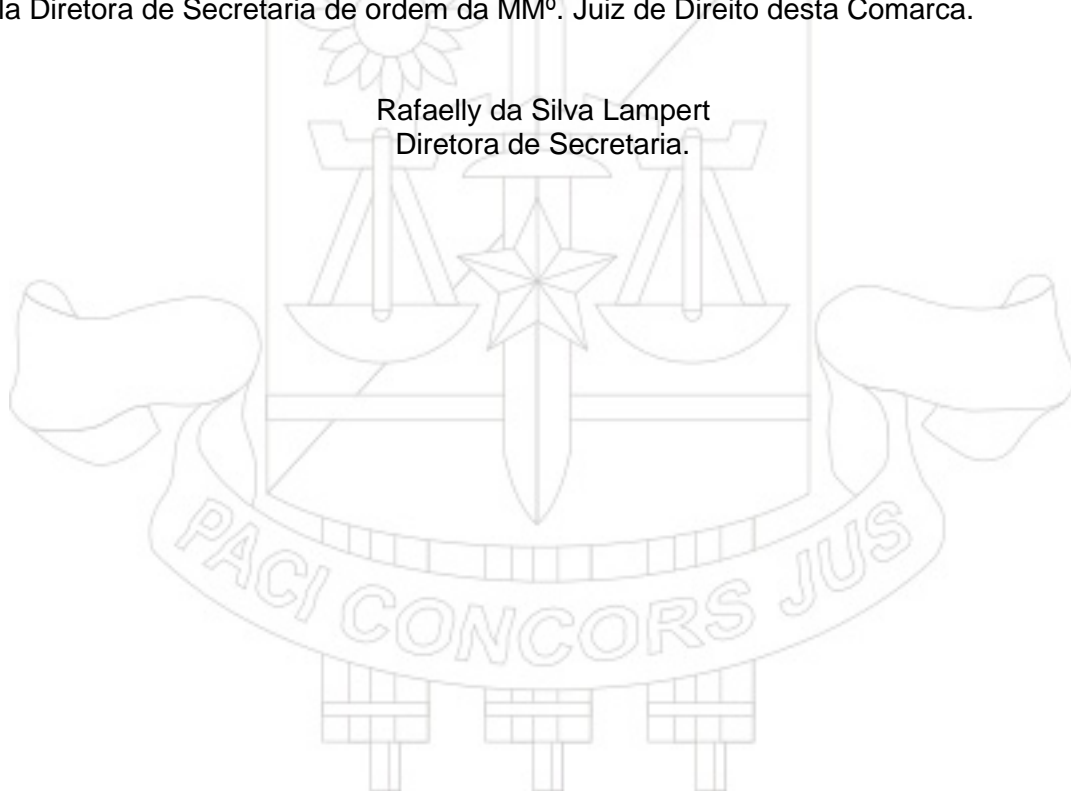 la Diretora de Secretaria de ordem da MMº. Juiz de Direito desta Comarca.
Rafaelly da Silva Lampert
Diretora de Secretaria.
PACI CONCORS JUS